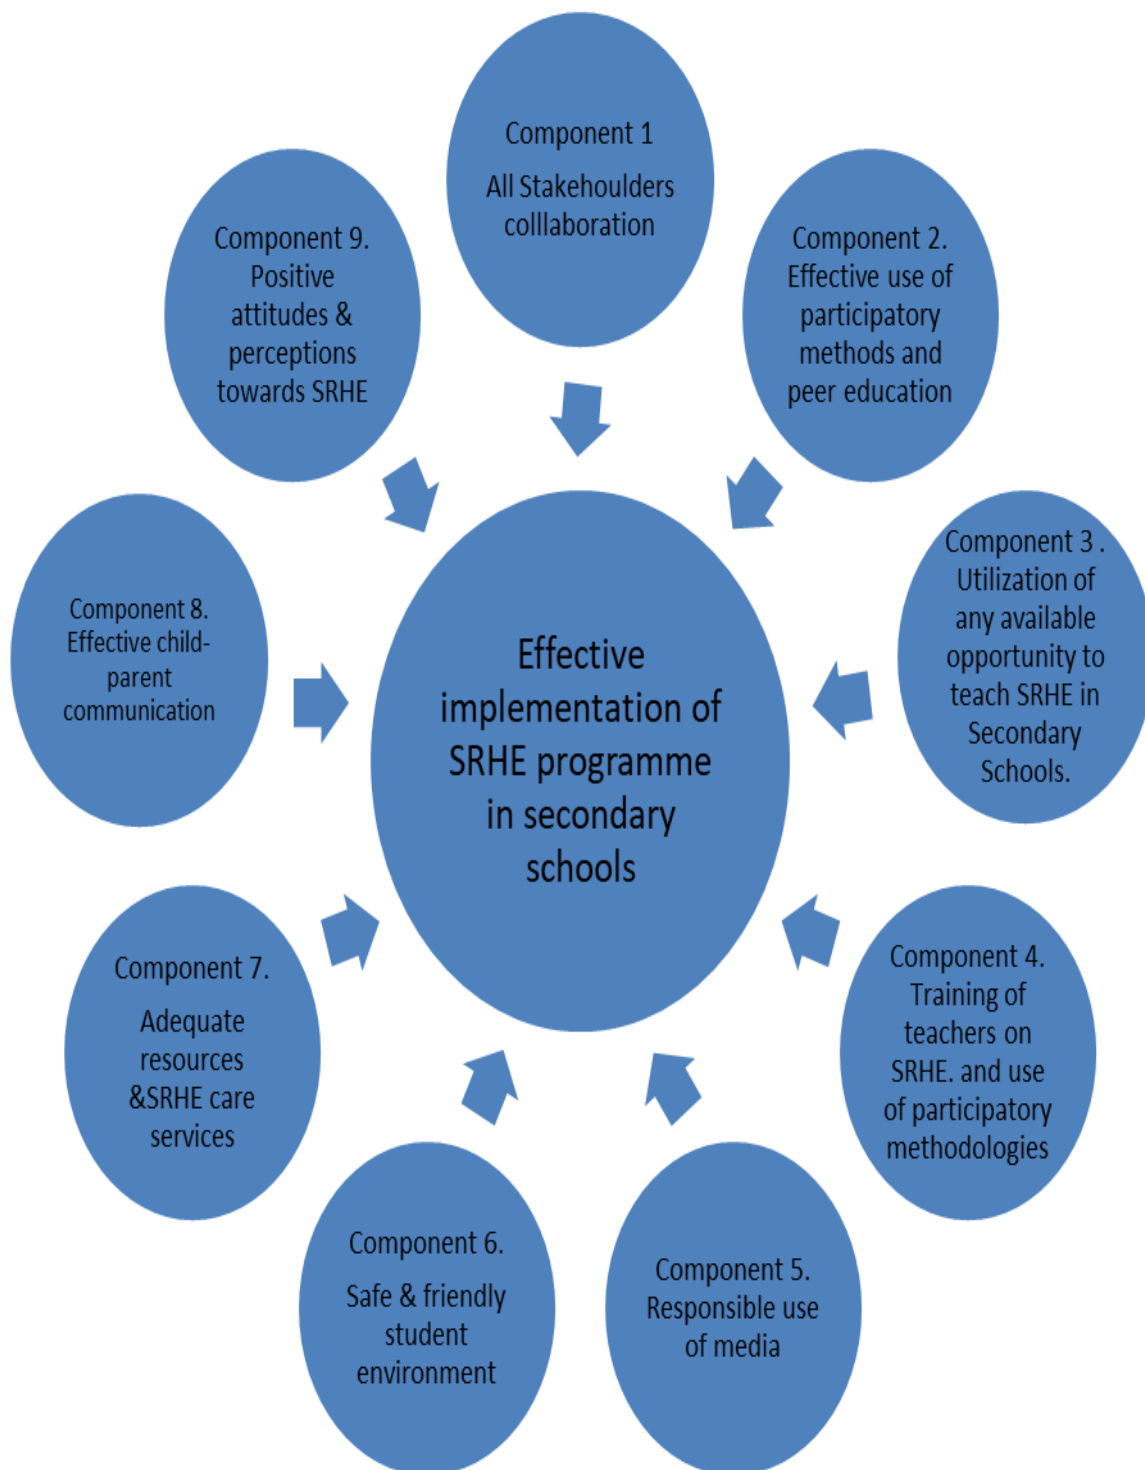 Component 1
All Stakehoulders
colllaboration
Component 2.
Effective use of
participatory
methods and
peer education
Component 3 .
Utilization of
any available
opportunity to
teach SRHE in
Secondary
Schools.
Component 4.
Training of
teachers on
SRHE. and use
of participatory
methodologies
Component 5.
Responsible use
of media
Component 6.
Safe & friendly
student
environment
Component 7.
Adequate
resources
&SRHE care
services
Component 8.
Effective child-
parent
communication
Component 9.
Positive
attitudes &
perceptions
towards SRHE
Effective
implementation of
SRHE programme
in secondary
schools